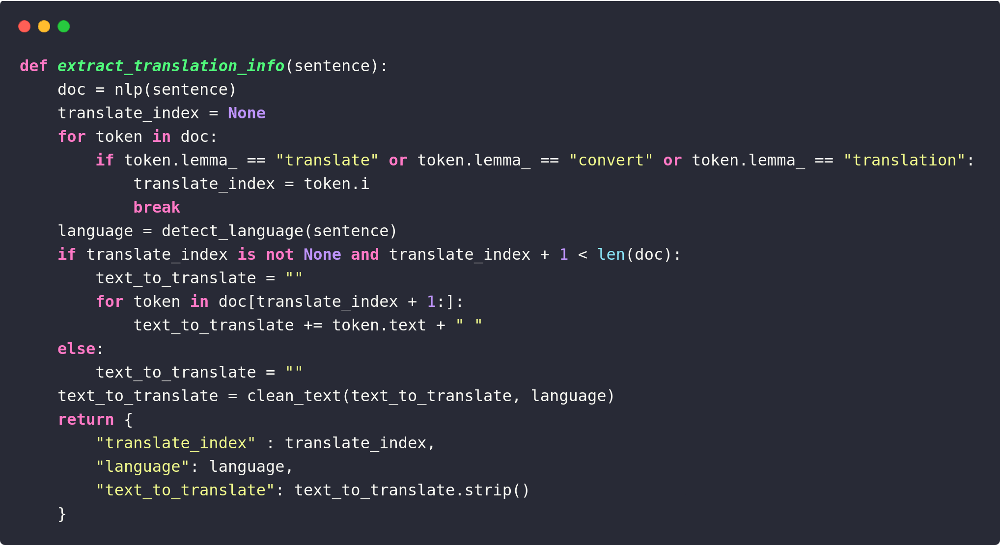 def extract_translation_info(sentence):
    doc = nlp(sentence)
    translate_index = None
    for token in doc:
        if token.lemma_ == "translate" or token.lemma_ == "convert" or token.lemma_ == "translation":
            translate_index = token.i
            break
    language = detect_language(sentence)
    if translate_index is not None and translate_index + 1 < len(doc):
        text_to_translate = ""
        for token in doc[translate_index + 1:]:
            text_to_translate += token.text + " "
    else:
        text_to_translate = ""
    text_to_translate = clean_text(text_to_translate, language)
    return {
        "translate_index" : translate_index,
        "language": language,
        "text_to_translate": text_to_translate.strip()
    }